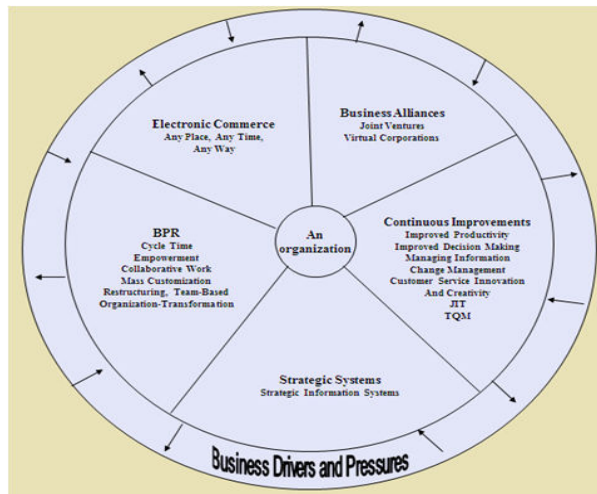 Electronic Commerce
Any Place, Any Time,
Any Way
Business Alliances
Joint Ventures
Virtual Corporations
BPR
Cycle Time
Empowerment
Collaborative Work
Mass Customization
Restructuring, Team-Based
Organization-Transformation
An
organization
Continuous Improvements
Improved Productivity
Improved Decision Making
Managing Information
Change Management
Customer Service Innovation
And Creativity
JIT
TQM
Strategic Systems
Strategic Information Systems
Business Drivers and Pressures